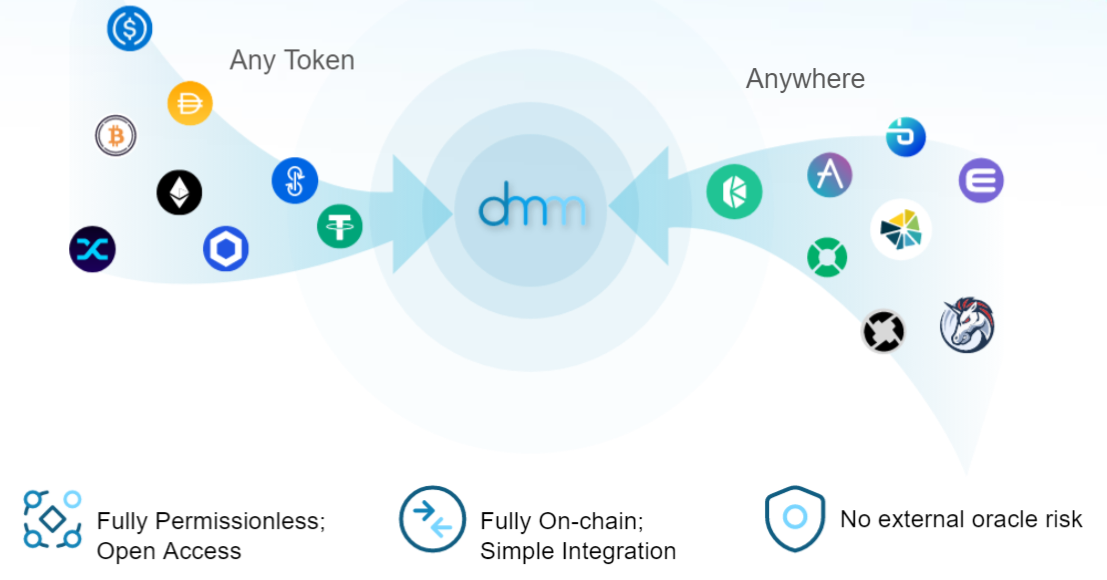 Any Token
Anywhere
dmm
Fully Permissionless;
Open Access
Fully On-chain;
Simple Integration
No external oracle risk